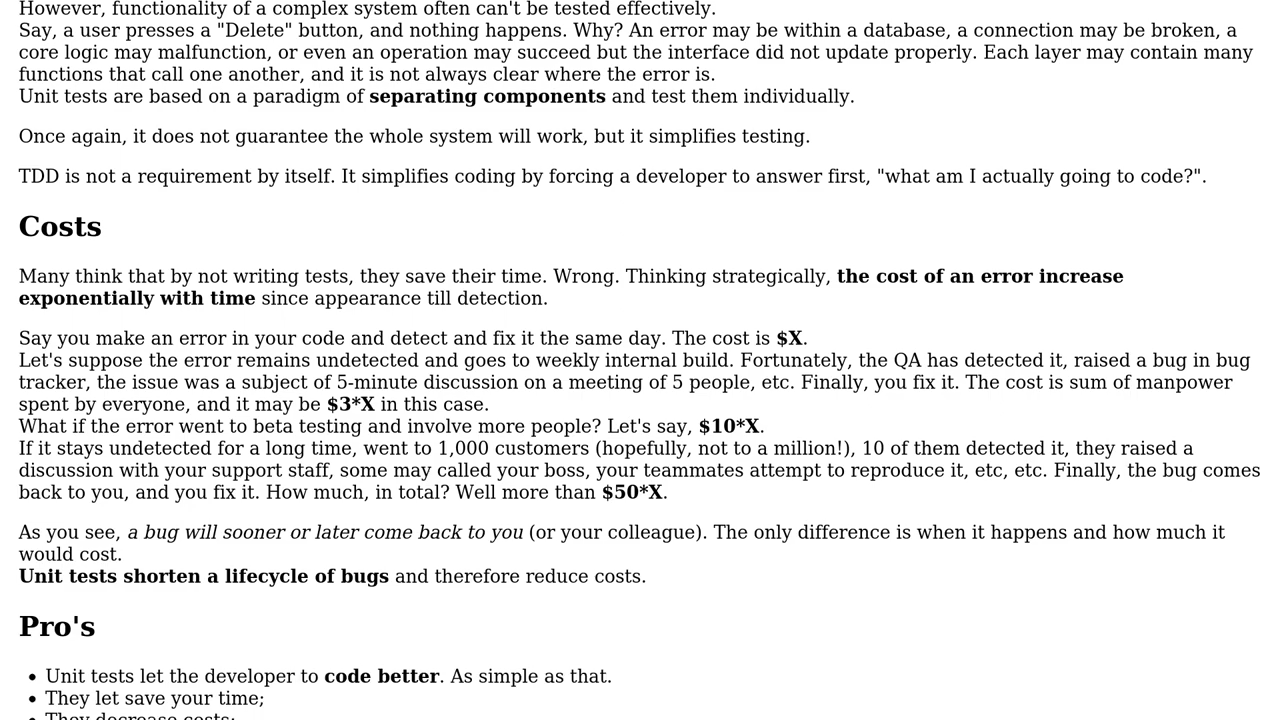 However, functionality of a complex system often can't be tested effectively.
Say, a user presses a "Delete" button, and nothing happens. Why? An error may be within a database, a connection may be broken, a
core logic may malfunction, or even an operation may succeed but the interface did not update properly. Each layer may contain many
functions that call one another, and it is not always clear where the error is.
Unit tests are based on a paradigm of separating components and test them individually.
Once again, it does not guarantee the whole system will work, but it simplifies testing.
TDD is not a requirement by itself. It simplifies coding by forcing a developer to answer first, "what am I actually going to code?".
Costs
Many think that by not writing tests, they save their time. Wrong. Thinking strategically, the cost of an error increase
exponentially with time since appearance till detection.
Say you make an error in your code and detect and fix it the same day. The cost is $X.
Let's suppose the error remains undetected and goes to weekly internal build. Fortunately, the QA has detected it, raised a bug in bug
tracker, the issue was a subject of 5-minute discussion on a meeting of 5 people, etc. Finally, you fix it. The cost is sum of manpower
spent by everyone, and it may be $3*X in this case.
What if the error went to beta testing and involve more people? Let's say, $10*X.
If it stays undetected for a long time, went to 1,000 customers (hopefully, not to a million!), 10 of them detected it, they raised a
discussion with your support staff, some may called your boss, your teammates attempt to reproduce it, etc, etc. Finally, the bug comes
back to you, and you fix it. How much, in total? Well more than $50*X.
As you see, a bug will sooner or later come back to you (or your colleague). The only difference is when it happens and how much it
would cost.
Unit tests shorten a lifecycle of bugs and therefore reduce costs.
Pro's
• Unit tests let the developer to code better. As simple as that.
• They let save your time;
• They decrease costs;